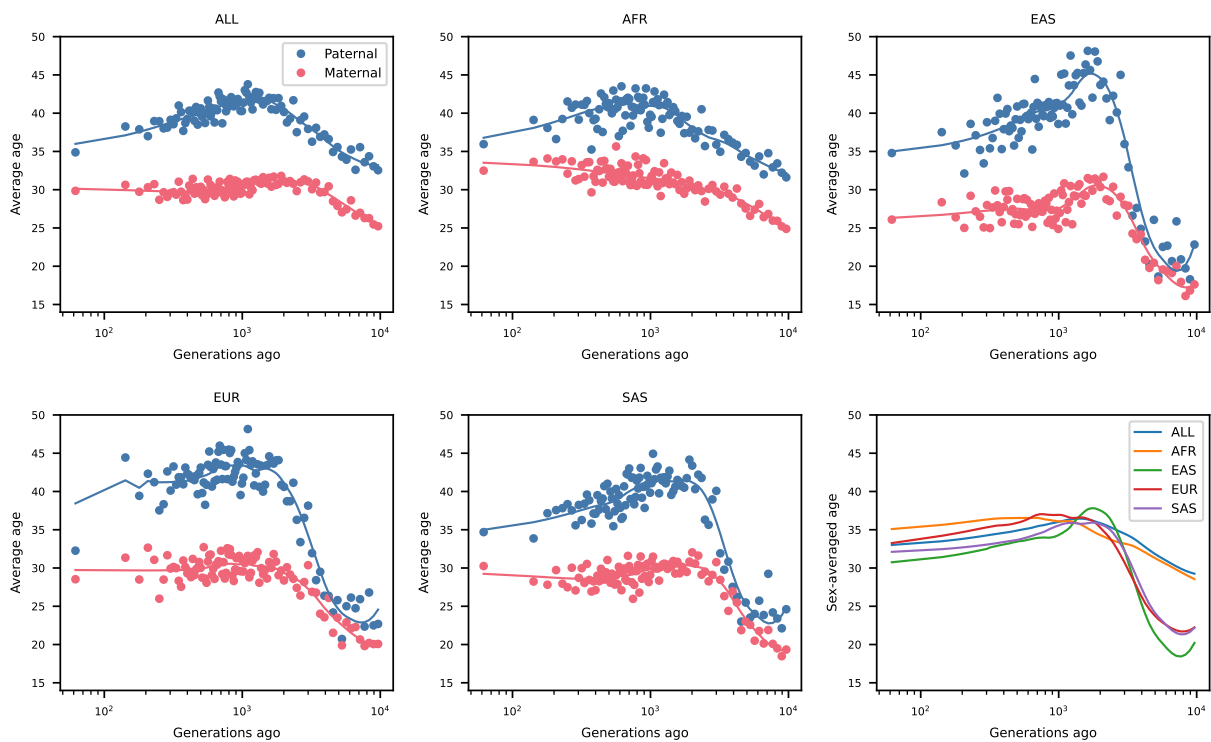 ALL
AFR
EAS
50
45
40
35
30
25
20
15
Average age
Paternal
Maternal
10²
10³
10⁴
Generations ago
50
45
40
35
30
25
20
15
Average age
10²
10³
10⁴
Generations ago
50
45
40
35
30
25
20
15
Average age
10²
10³
10⁴
Generations ago
EUR
SAS
50
45
40
35
30
25
20
15
Average age
10²
10³
10⁴
Generations ago
50
45
40
35
30
25
20
15
Average age
10²
10³
10⁴
Generations ago
50
45
40
35
30
25
20
15
Sex-averaged age
ALL
AFR
EAS
EUR
SAS
10²
10³
10⁴
Generations ago